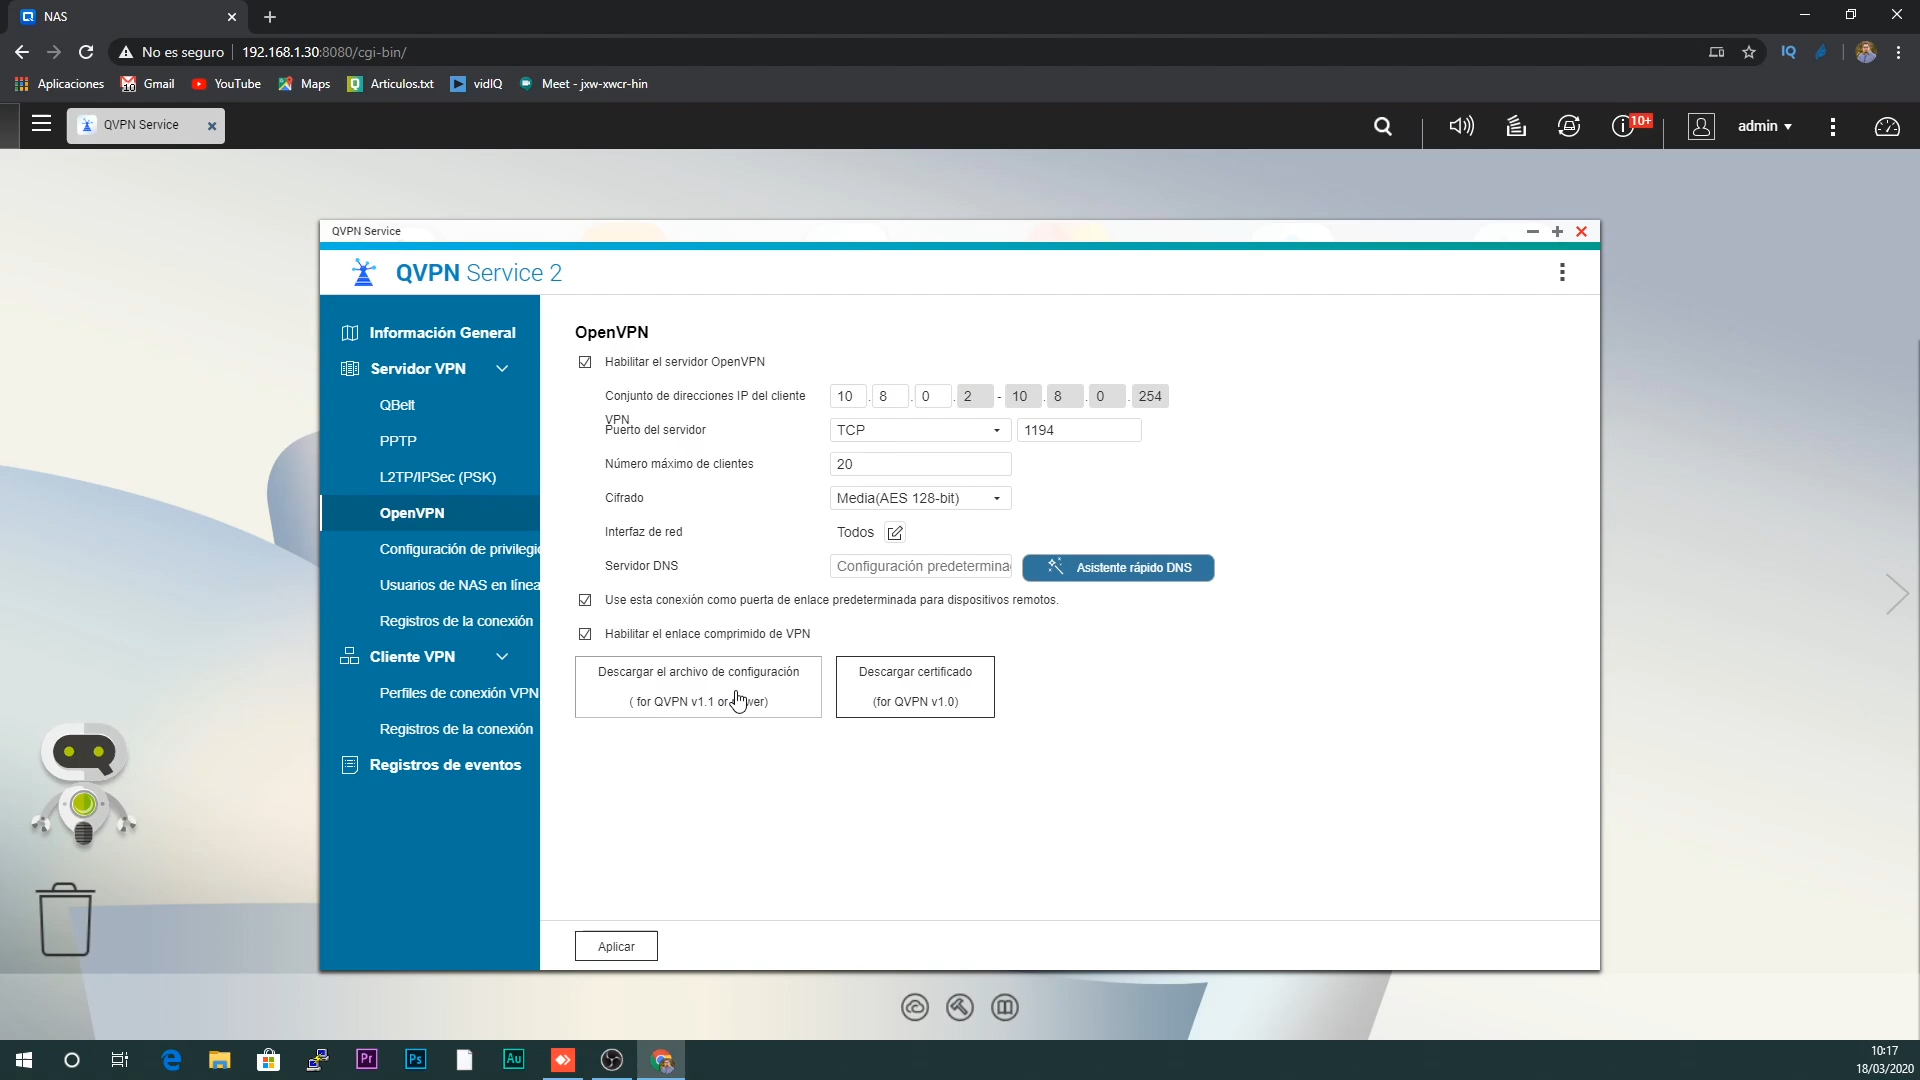 NAS
No es seguro 192.168.1.30:8080/cgi-bin/
IQ
Aplicaciones Gmail YouTube Maps Articulos.txt vidIQ Meet - jxw-xwcr-hin
QVPN Service
10+
admin
QVPN Service
QVPN Service 2
Información General
Servidor VPN
QBelt
PPTP
L2TP/IPSec (PSK)
OpenVPN
Configuración de privilegio
Usuarios de NAS en línea
Registros de la conexión
Cliente VPN
Perfiles de conexión VPN
Registros de la conexión
Registros de eventos
OpenVPN
Habilitar el servidor OpenVPN
Conjunto de direcciones IP del cliente VPN 10 . 8 . 0 . 2 - 10 . 8 . 0 . 254
Puerto del servidor TCP 1194
Número máximo de clientes 20
Cifrado Media(AES 128-bit)
Interfaz de red Todos
Servidor DNS Configuración predetermina Asistente rápido DNS
Use esta conexión como puerta de enlace predeterminada para dispositivos remotos.
Habilitar el enlace comprimido de VPN
Descargar el archivo de configuración
( for QVPN v1.1 or
Descargar certificado
(for QVPN v1.0)
Aplicar
Pr Ps Au
10:17
18/03/2020